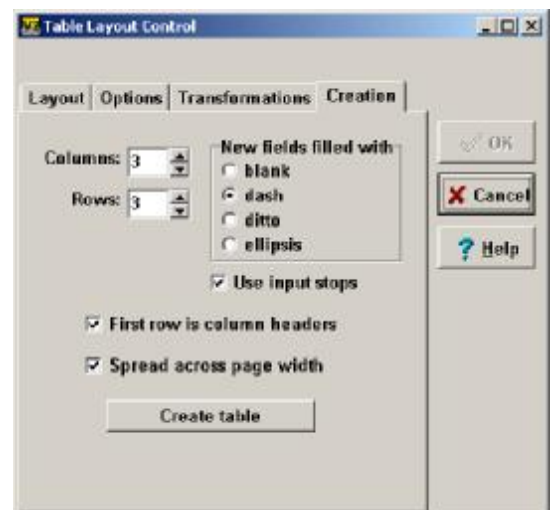 Table Layout Control
Layout Options Transformations Creation
Columns: 3
Rows: 3
New fields filled with
blank
dash
ditto
ellipsis
Use input stops
First row is column headers
Spread across page width
Create table
OK
Cancel
Help